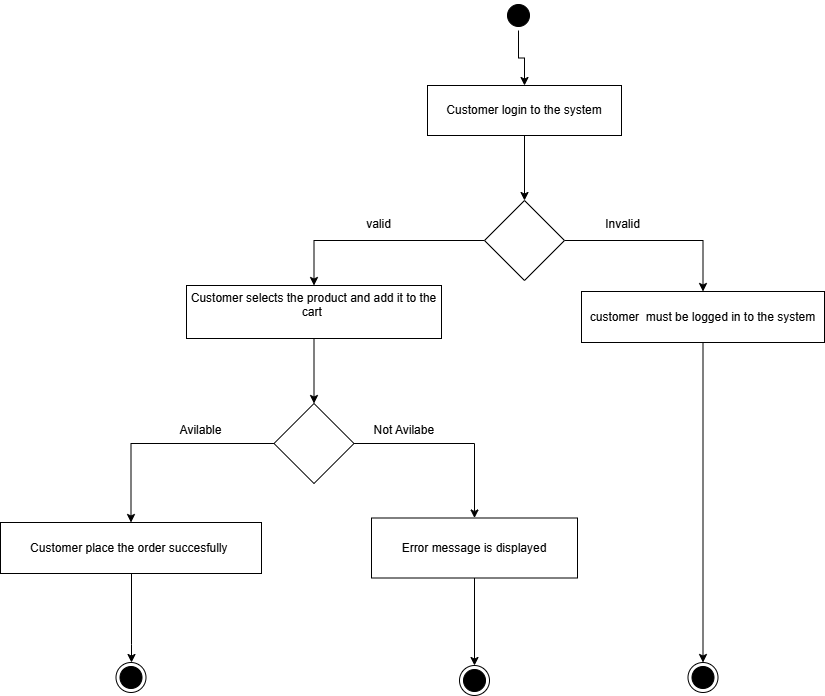 Customer login to the system
valid
Invalid
Customer selects the product and add it to the
cart
customer  must be logged in to the system
Avilable
Not Avilabe
Customer place the order succesfully
Error message is displayed